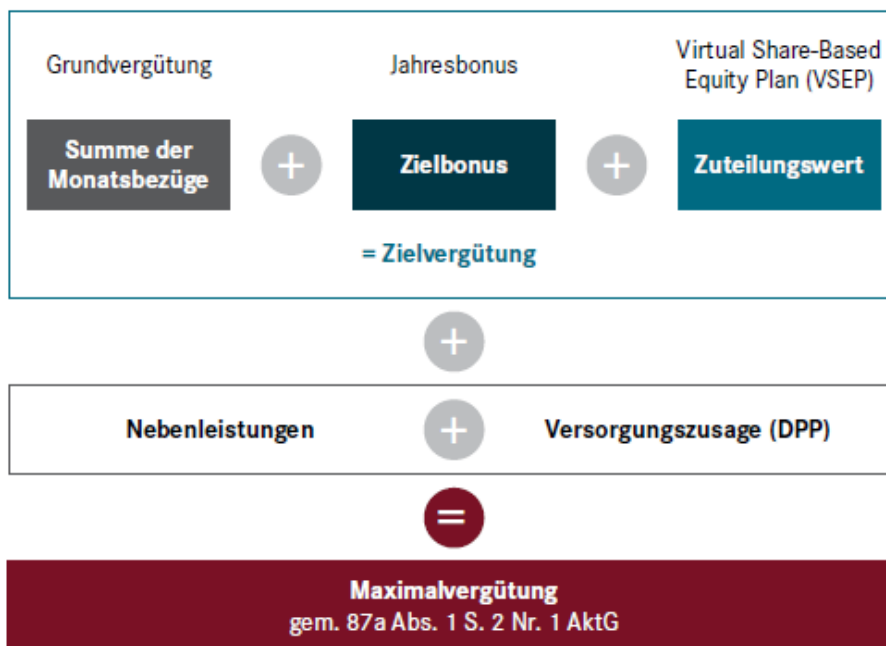 Grundvergütung
Jahresbonus
Virtual Share-Based
Equity Plan (VSEP)
Summe der
Monatsbezüge
+
Zielbonus
+
Zuteilungswert
= Zielvergütung
+
Nebenleistungen
+
Versorgungszusage (DPP)
=
Maximalvergütung
gem. 87a Abs. 1 S. 2 Nr. 1 AktG